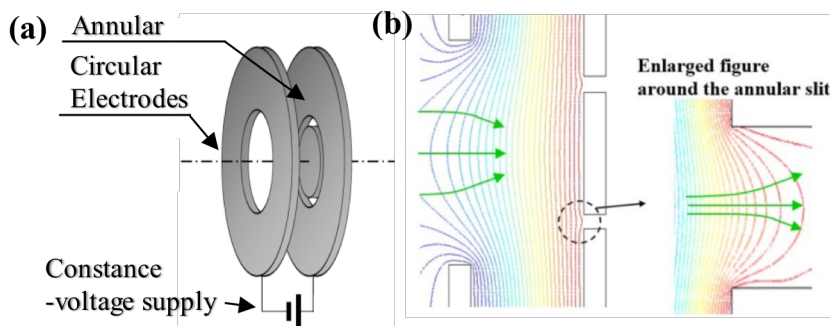 (a)
Annular
Circular
Electrodes
Constance
-voltage supply
(b)
Enlarged figure
around the annular slit